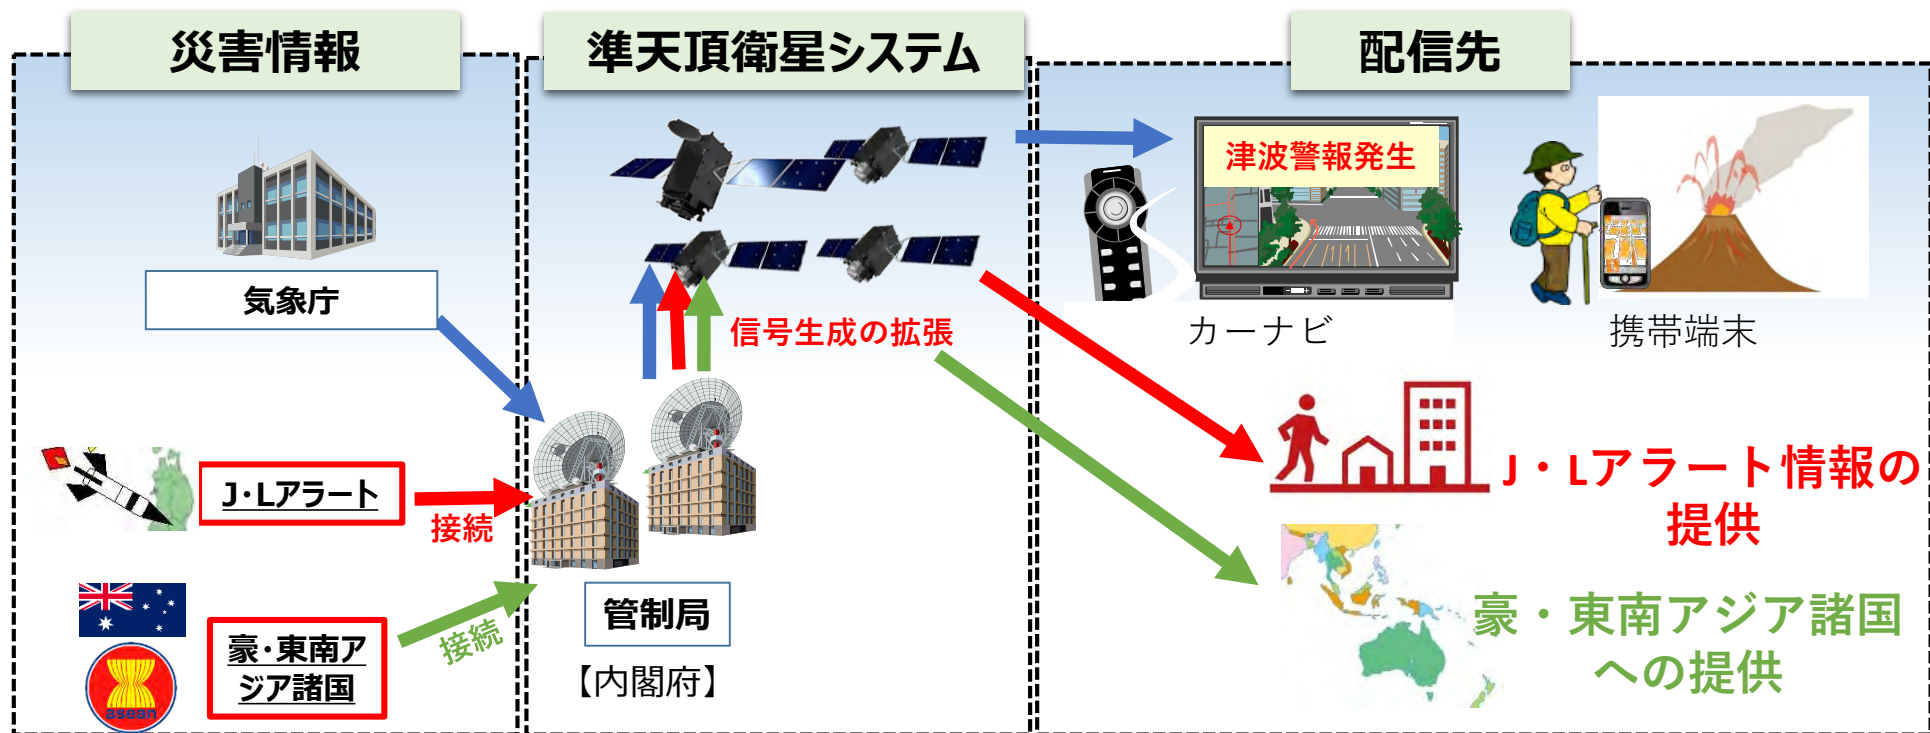 災害情報
準天頂衛星システム
配信先
気象庁
J・Lアラート
接続
豪・東南ア
ジア諸国
接続
asean
信号生成の拡張
管制局
【内閣府】
津波警報発生
カーナビ
携帯端末
J・Lアラート情報の
提供
豪・東南アジア諸国
への提供